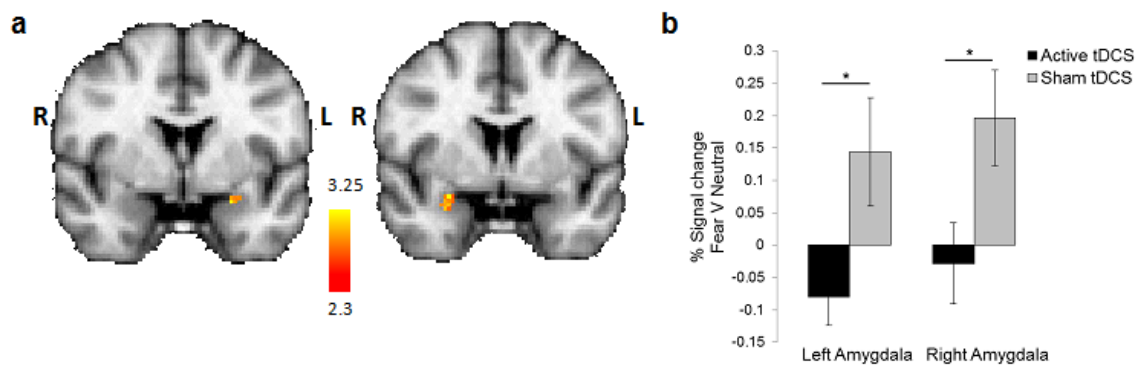 a
R
L
R
L
3.25
2.3
b
0.3
0.25
0.2
0.15
0.1
0.05
0
-0.05
-0.1
-0.15
% Signal change
Fear V Neutral
*
*
Active tDCS
Sham tDCS
Left Amygdala
Right Amygdala